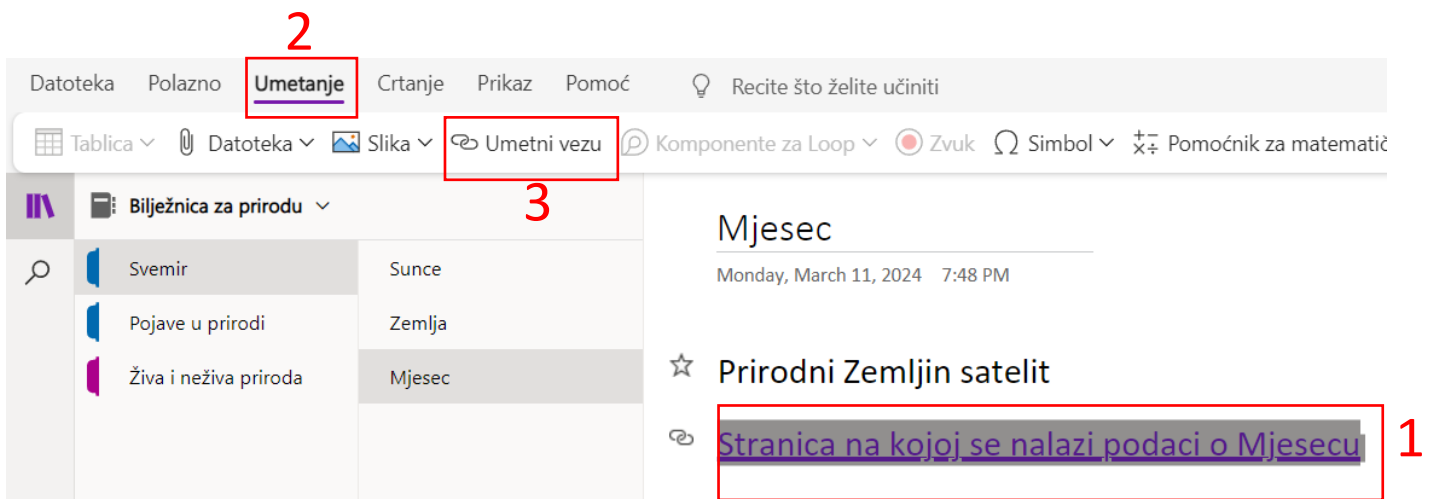 2
Datoteka Polazno Umetanje Crtanje Prikaz Pomoć Recite što želite učiniti
Tablica Datoteka Slika Umetni vezu Komponente za Loop Zvuk Simbol Pomoćnik za matematič
3
Bilježnica za prirodu
Mjesec
Svemir Sunce
Monday, March 11, 2024 7:48 PM
Pojave u prirodi Zemlja
Živa i neživa priroda Mjesec
Prirodni Zemljin satelit
Stranica na kojoj se nalazi podaci o Mjesecu 1